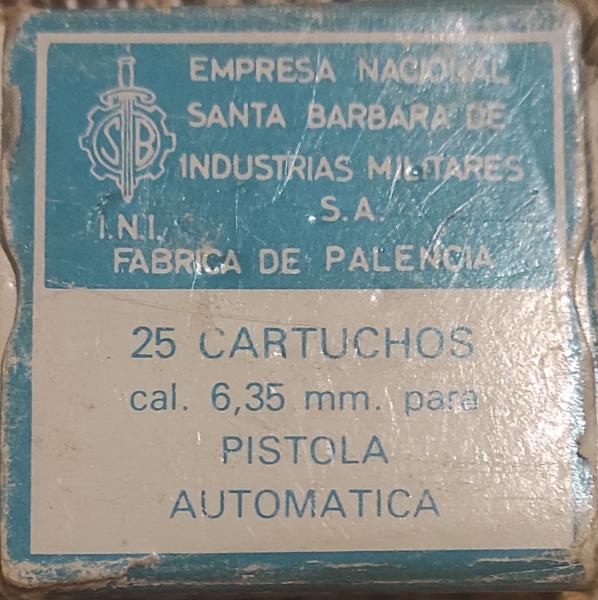 SB
EMPRESA NACIONAL
SANTA BARBARA DE
INDUSTRIAS MILITARES
S.A.
I.N.I.
FABRICA DE PALENCIA
25 CARTUCHOS
cal. 6,35 mm. para
PISTOLA
AUTOMATICA